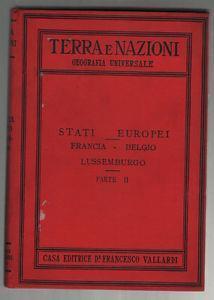 TERRA E NAZIONI
GEOGRAFIA UNIVERSALE
STATI EUROPEI
FRANCIA - BELGIO
LUSSEMBURGO
PARTE II
CASA EDITRICE Dr. FRANCESCO VALLARDI